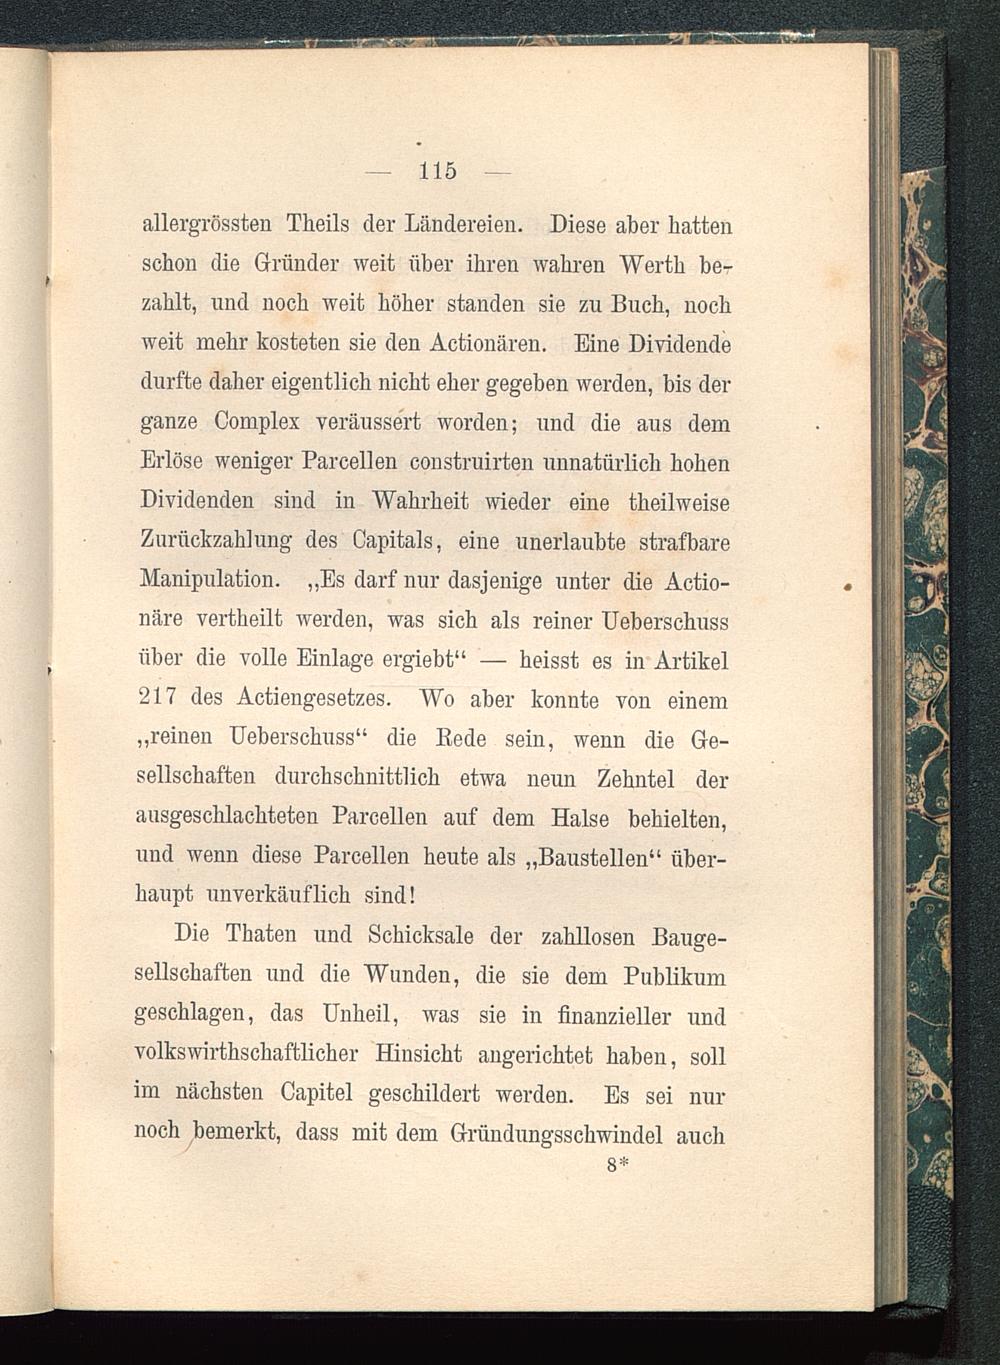 — 115 —
allergrössten Theils der Ländereien. Diese aber hatten
schon die Gründer weit über ihren wahren Werth be-
zahlt, und noch weit höher standen sie zu Buch, noch
weit mehr kosteten sie den Actionären. Eine Dividende
durfte daher eigentlich nicht eher gegeben werden, bis der
ganze Complex veräussert worden; und die aus dem
Erlöse weniger Parcellen construirten unnatürlich hohen
Dividenden sind in Wahrheit wieder eine theilweise
Zurückzahlung des Capitals, eine unerlaubte strafbare
Manipulation. „Es darf nur dasjenige unter die Actio-
näre vertheilt werden, was sich als reiner Ueberschuss
über die volle Einlage ergiebt“ — heisst es in Artikel
217 des Actiengesetzes. Wo aber konnte von einem
„reinen Ueberschuss“ die Rede sein, wenn die Ge-
sellschaften durchschnittlich etwa neun Zehntel der
ausgeschlachteten Parcellen auf dem Halse behielten,
und wenn diese Parcellen heute als „Baustellen“ über-
haupt unverkäuflich sind!
Die Thaten und Schicksale der zahllosen Bauge-
sellschaften und die Wunden, die sie dem Publikum
geschlagen, das Unheil, was sie in finanzieller und
volkswirthschaftlicher Hinsicht angerichtet haben, soll
im nächsten Capitel geschildert werden. Es sei nur
noch bemerkt, dass mit dem Gründungsschwindel auch
8*